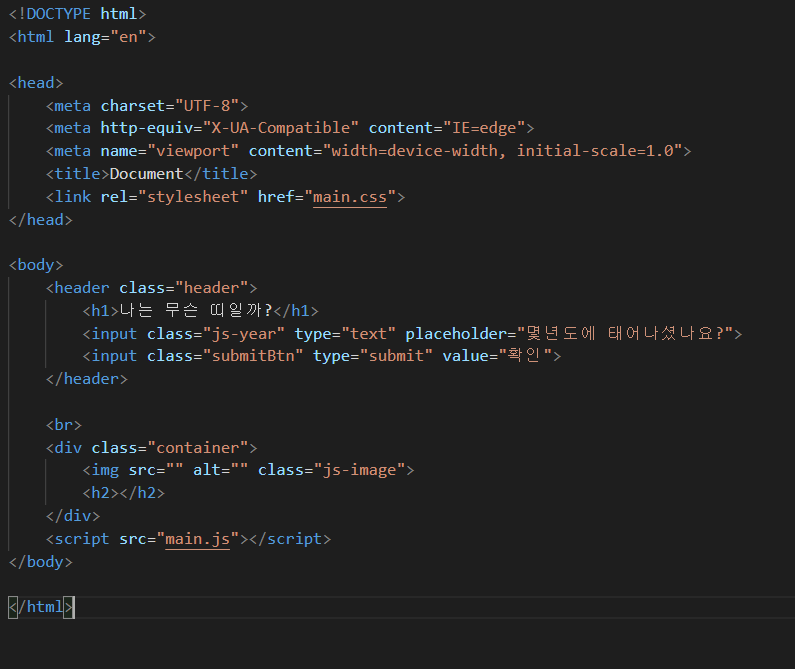 <!DOCTYPE html>
<html lang="en">
<head>
<meta charset="UTF-8">
<meta http-equiv="X-UA-Compatible" content="IE=edge">
<meta name="viewport" content="width=device-width, initial-scale=1.0">
<title>Document</title>
<link rel="stylesheet" href="main.css">
</head>
<body>
<header class="header">
<h1>나는 무슨 띠일까?</h1>
<input class="js-year" type="text" placeholder="몇년도에 태어나셨나요?">
<input class="submitBtn" type="submit" value="확인">
</header>
<br>
<div class="container">
<img src="" alt="" class="js-image">
<h2></h2>
</div>
<script src="main.js"></script>
</body>
</html>